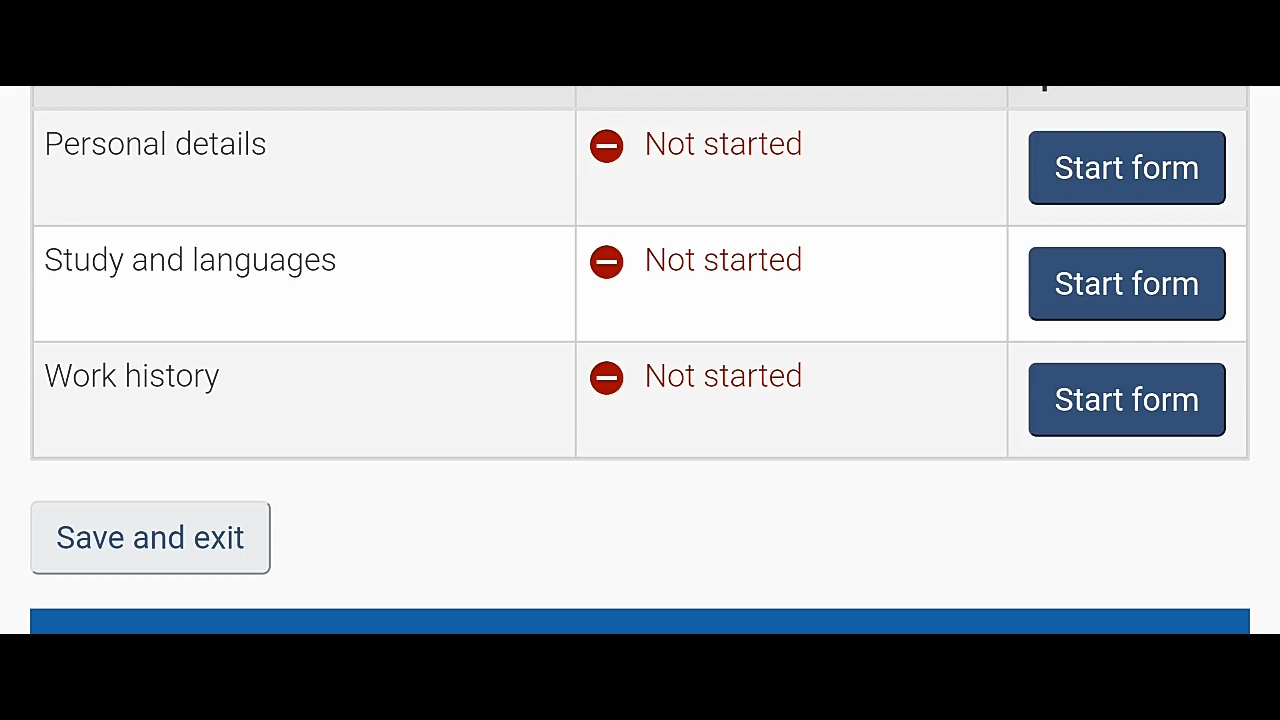 Personal details Not started Start form
Study and languages Not started Start form
Work history Not started Start form
Save and exit